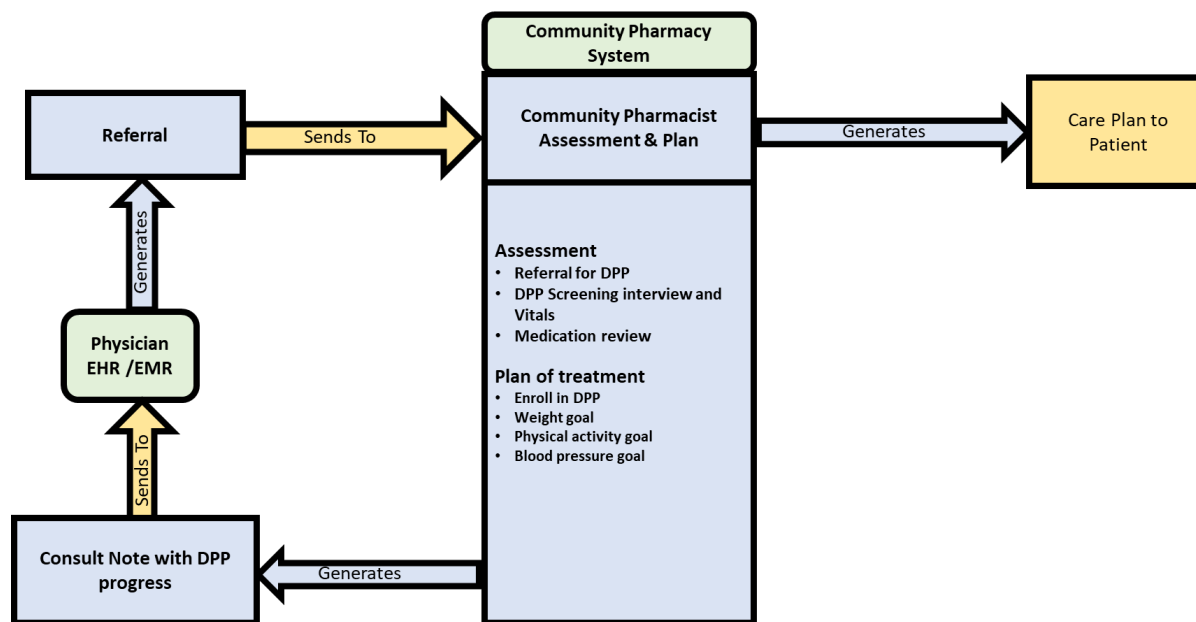 Community Pharmacy
System
Referral
Sends To
Community Pharmacist
Assessment & Plan
Generates
Care Plan to
Patient
Generates
Physician
EHR /EMR
Sends To
Assessment
• Referral for DPP
• DPP Screening interview and
Vitals
• Medication review
Plan of treatment
• Enroll in DPP
• Weight goal
• Physical activity goal
• Blood pressure goal
Consult Note with DPP
progress
Generates